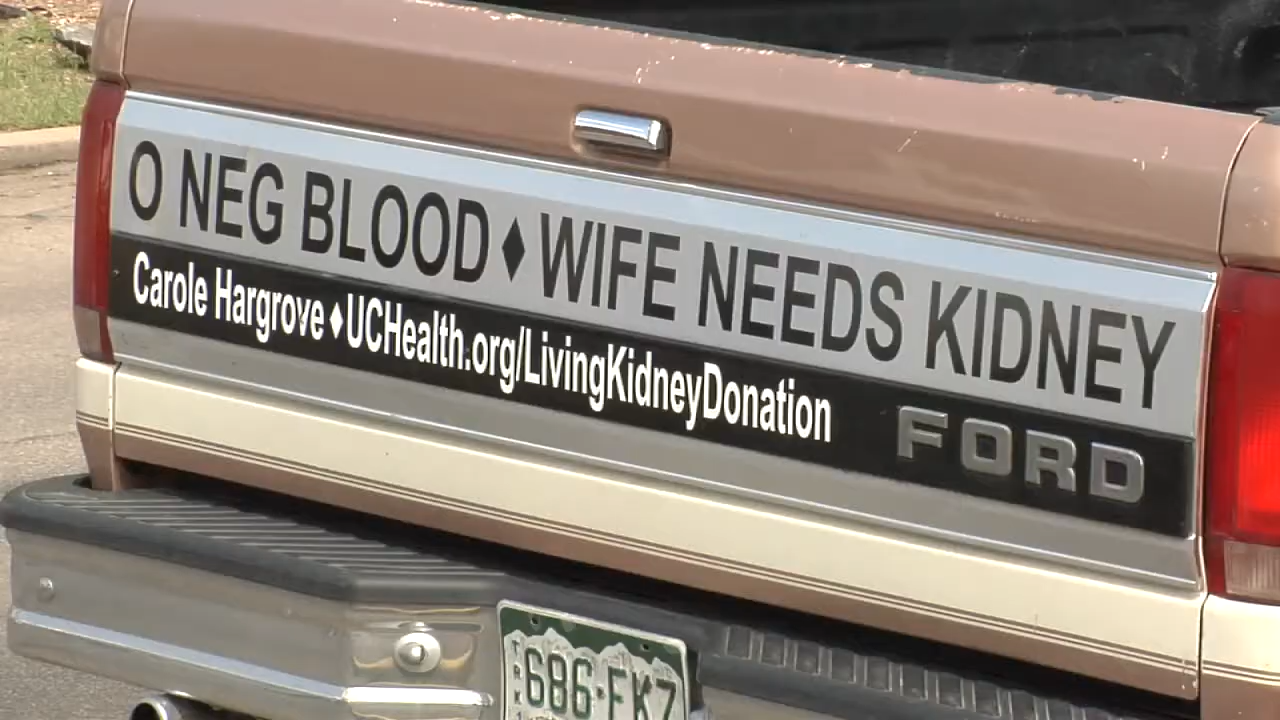 O NEG BLOOD♦WIFE NEEDS KIDNEY
Carole Hargrove♦UCHealth.org/LivingKidneyDonation
FORD
686-FKZ